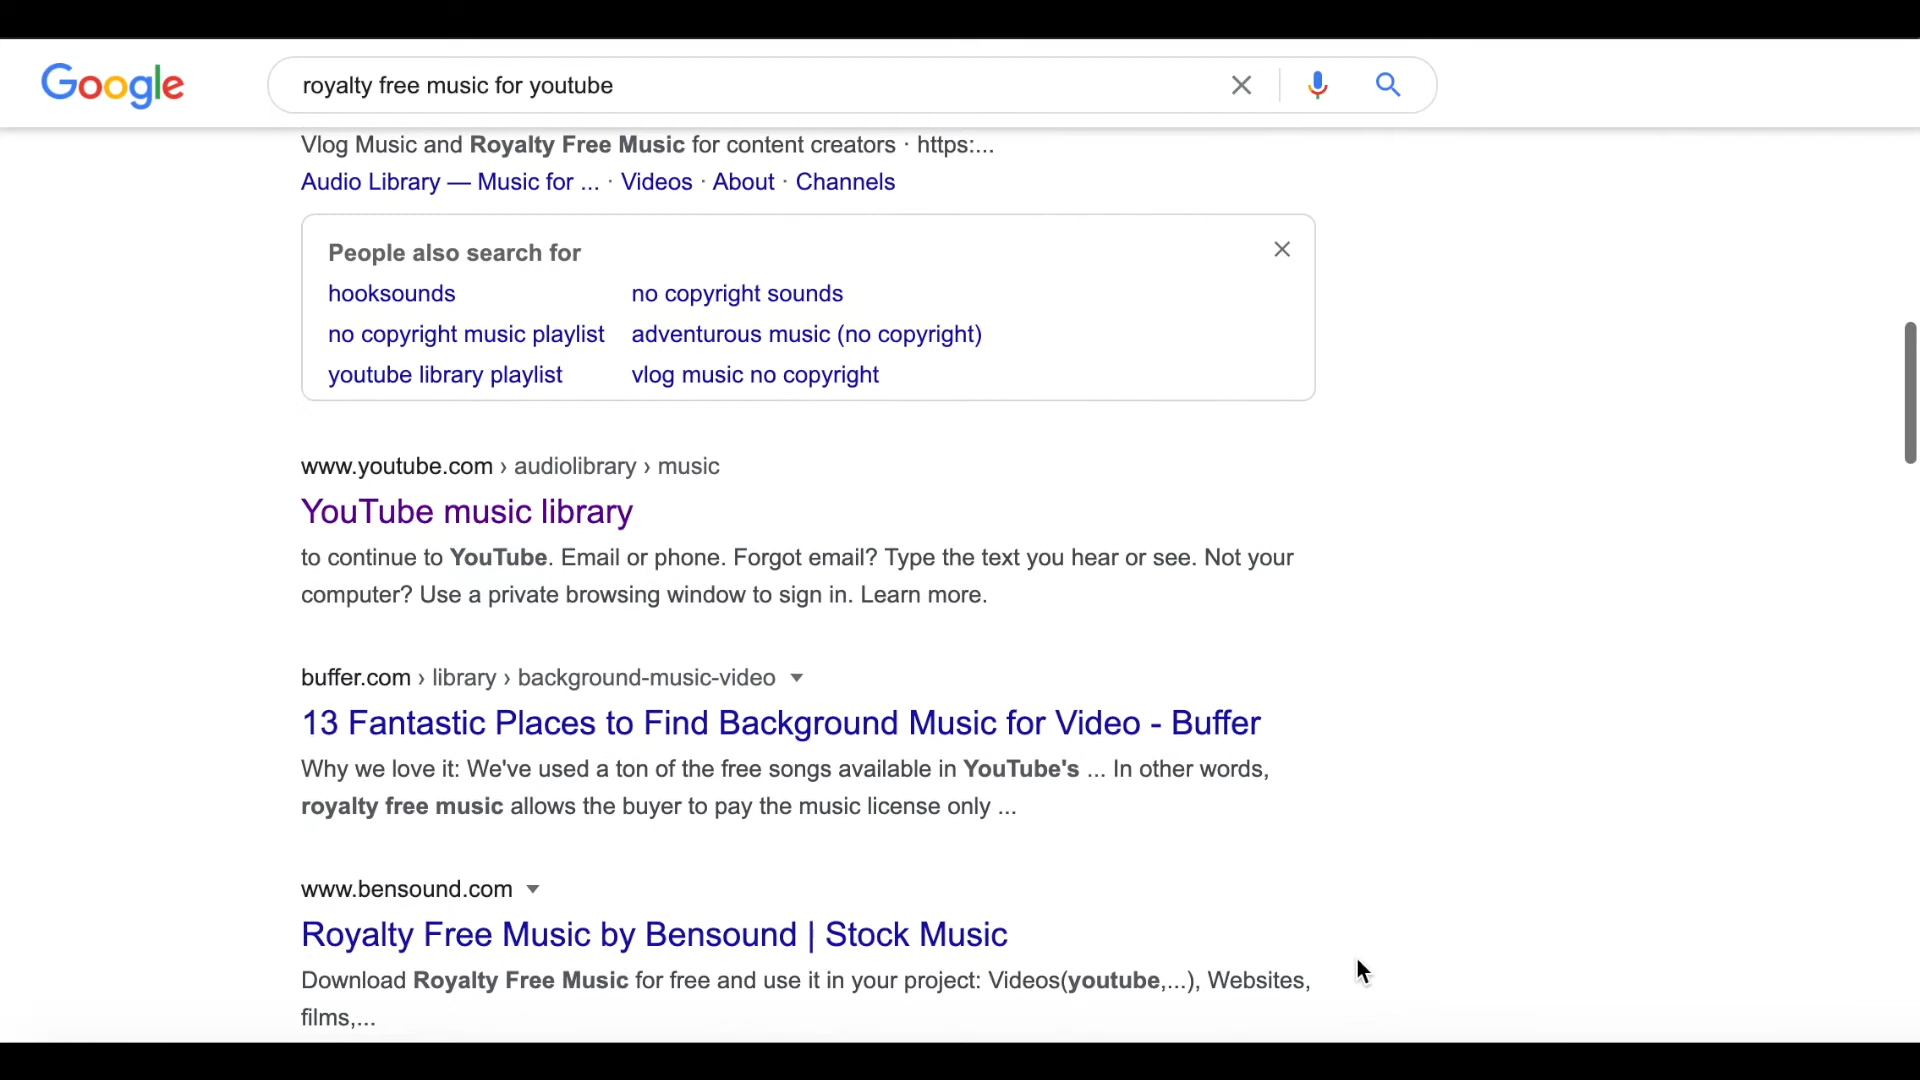 Google
royalty free music for youtube
Vlog Music and Royalty Free Music for content creators · https:...
Audio Library — Music for ... · Videos · About · Channels
People also search for
hooksounds
no copyright sounds
no copyright music playlist
adventurous music (no copyright)
youtube library playlist
vlog music no copyright
www.youtube.com › audiolibrary › music
YouTube music library
to continue to YouTube. Email or phone. Forgot email? Type the text you hear or see. Not your
computer? Use a private browsing window to sign in. Learn more.
buffer.com › library › background-music-video
13 Fantastic Places to Find Background Music for Video - Buffer
Why we love it: We've used a ton of the free songs available in YouTube's ... In other words,
royalty free music allows the buyer to pay the music license only ...
www.bensound.com
Royalty Free Music by Bensound | Stock Music
Download Royalty Free Music for free and use it in your project: Videos(youtube,...), Websites,
films,...